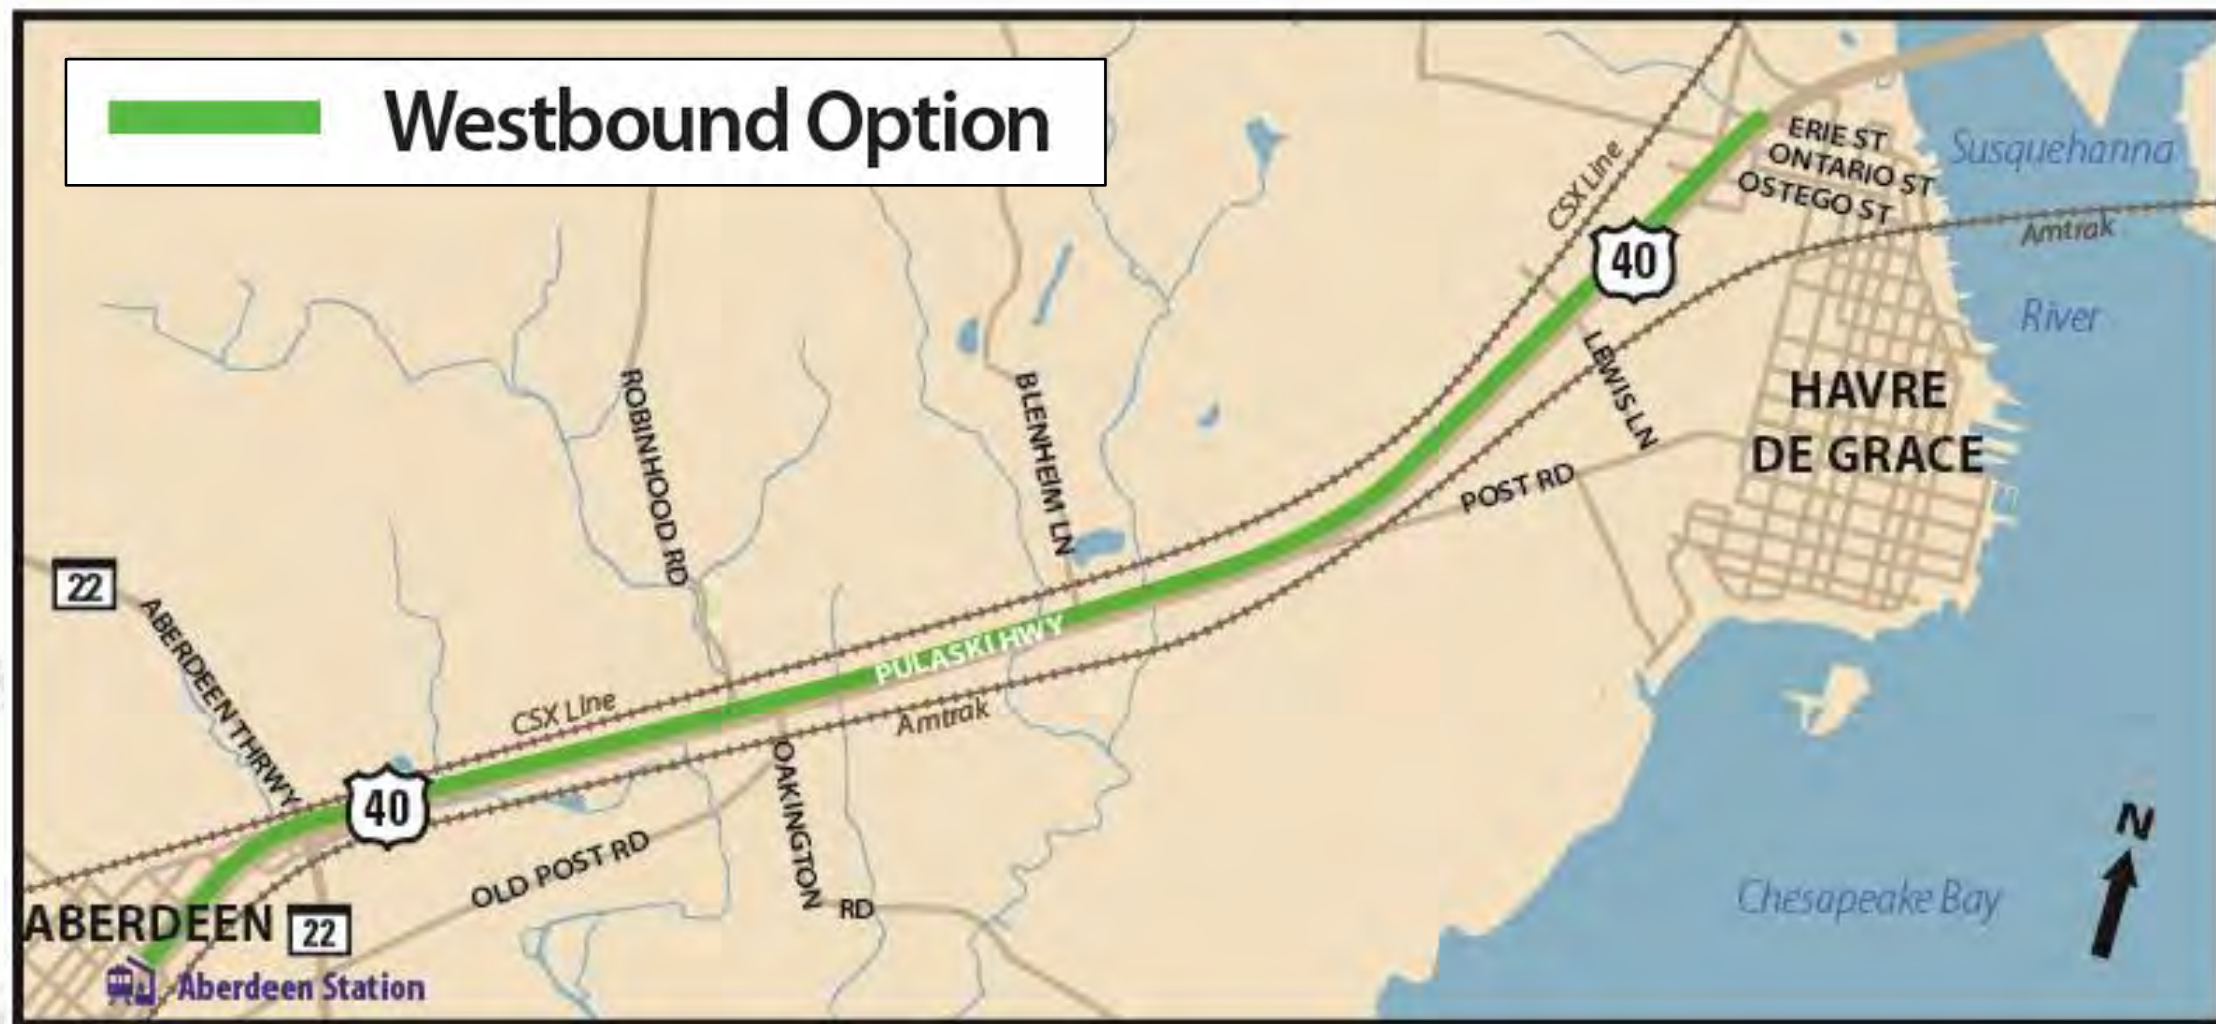 Westbound Option
ERIE ST
ONTARIO ST
OSTEGO ST
Susquehanna
CSX Line
Amtrak
40
River
LEWIS LN
HAVRE
DE GRACE
ROBINHOOD RD
BLENHEIM LN
POST RD
22
ABERDEEN THRWY
PULASKI HWY
CSX Line
Amtrak
40
OAKINGTON
RD
OLD POST RD
N
Chesapeake Bay
ABERDEEN
22
Aberdeen Station